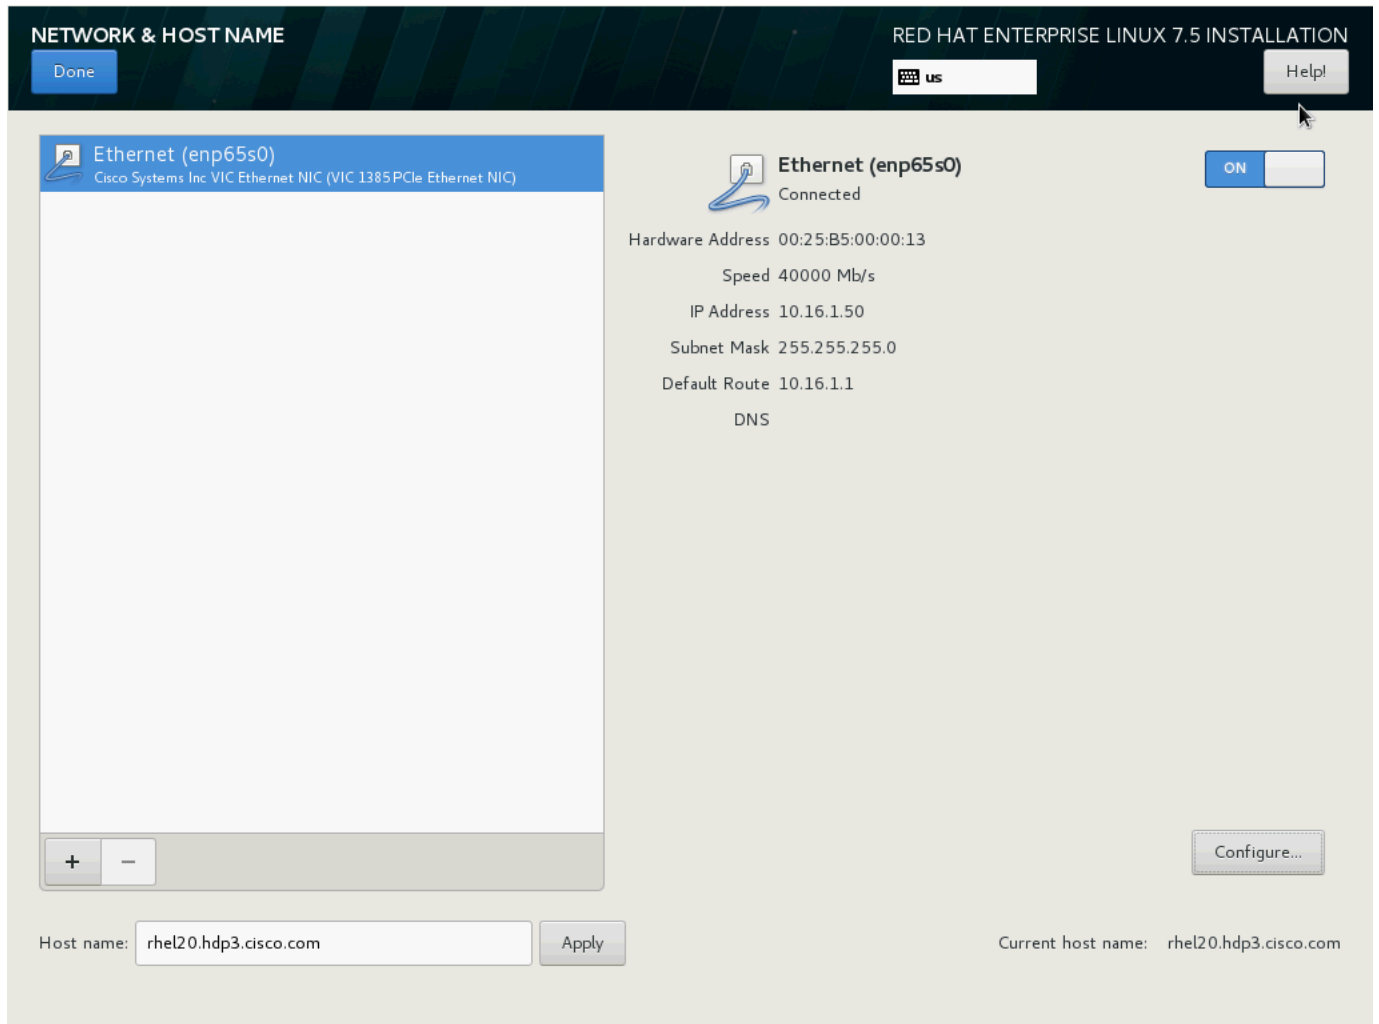 NETWORK & HOST NAME
RED HAT ENTERPRISE LINUX 7.5 INSTALLATION
Done
us
Help!
Ethernet (enp65s0)
Cisco Systems Inc VIC Ethernet NIC (VIC 1385 PCIe Ethernet NIC)
Ethernet (enp65s0)
Connected
ON
Hardware Address 00:25:B5:00:00:13
Speed 40000 Mb/s
IP Address 10.16.1.50
Subnet Mask 255.255.255.0
Default Route 10.16.1.1
DNS
+ −
Configure...
Host name: rhel20.hdp3.cisco.com Apply
Current host name: rhel20.hdp3.cisco.com